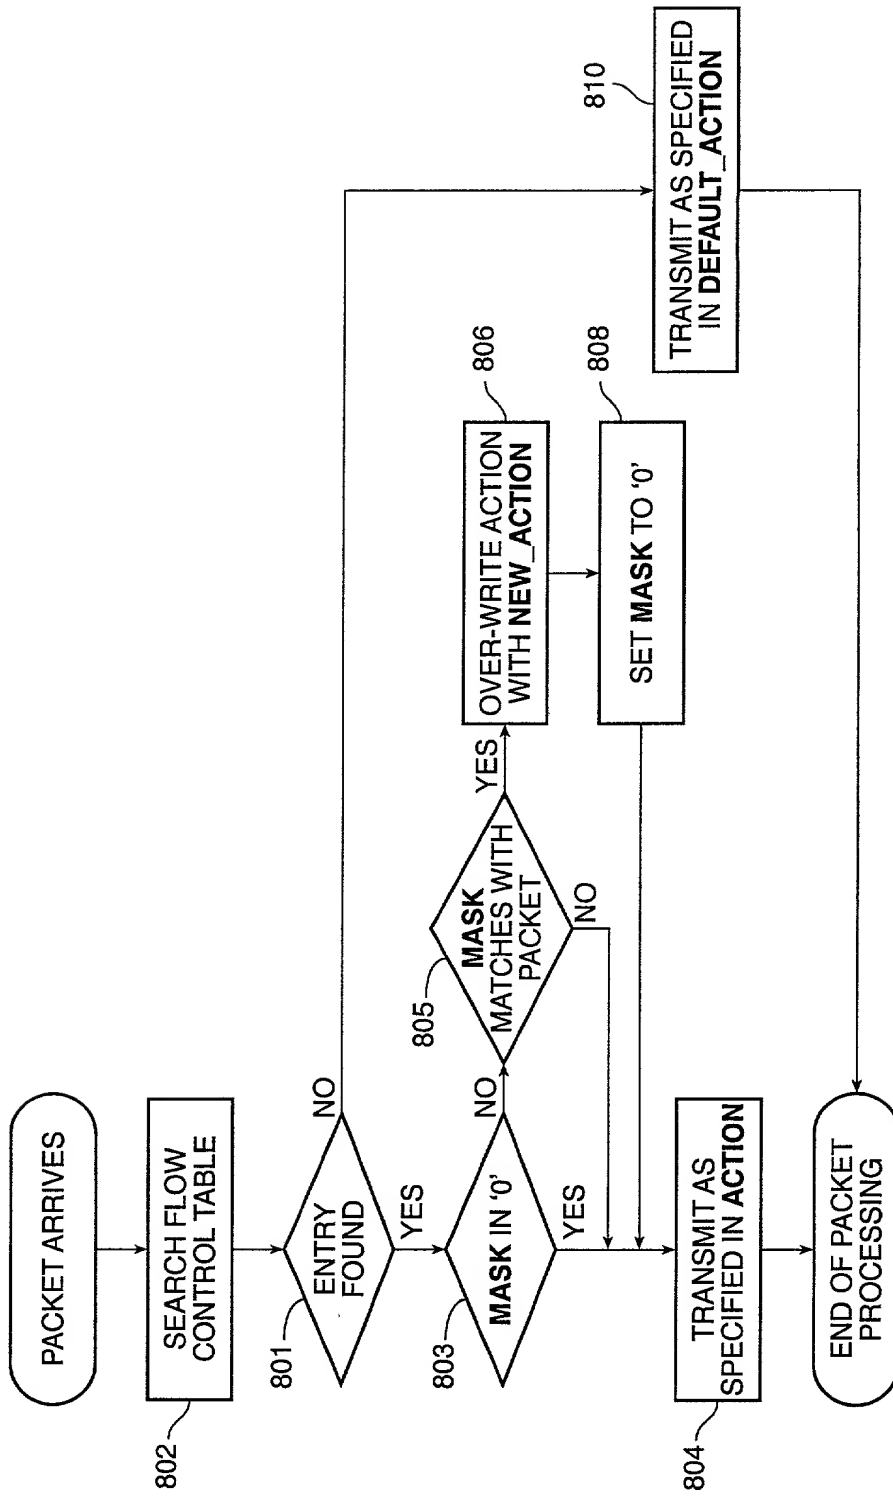 PACKET ARRIVES
802
SEARCH FLOW
CONTROL TABLE
801
ENTRY
FOUND
NO
YES
803
MASK IN ‘0’
NO
YES
805
MASK
MATCHES WITH
PACKET
YES
NO
806
OVER-WRITE ACTION
WITH NEW_ACTION
808
SET MASK TO ‘0’
810
TRANSMIT AS SPECIFIED
IN DEFAULT_ACTION
804
TRANSMIT AS
SPECIFIED IN ACTION
END OF PACKET
PROCESSING